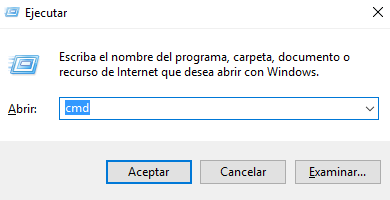 Ejecutar
Escriba el nombre del programa, carpeta, documento o
recurso de Internet que desea abrir con Windows.
Abrir: cmd
Aceptar Cancelar Examinar...